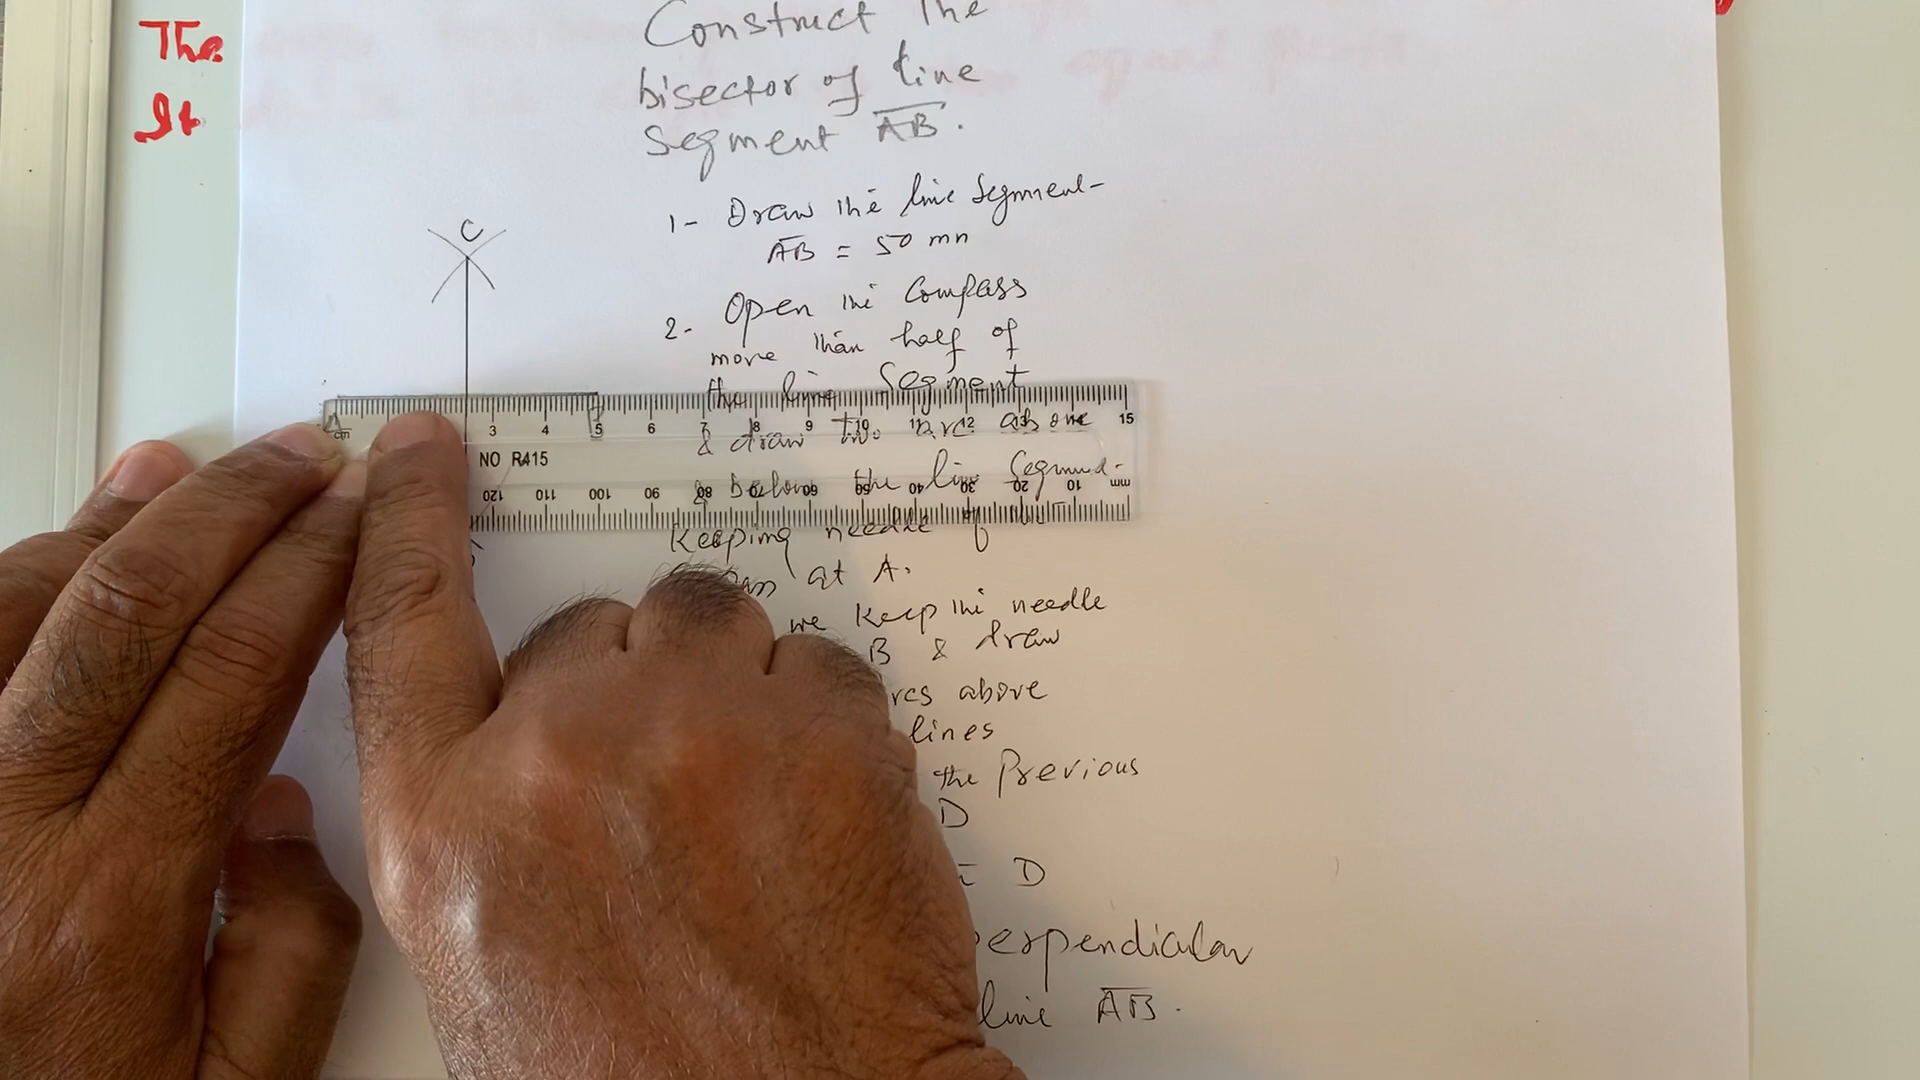 The
It
Construct the
bisector of line
segment AB.
1- Draw the line segment
AB = 50 mm
2- Open the Compass
more than half of
the line segment
& draw two arc above
& below the line
Keeping needle of
at A.
we Keep the needle
B & draw
above
lines
the Previous
D
D
line AB.
C
A
cm
3 4 5 6 7 8 9 10 11 12 13 15
NO R415
120 110 100 90 80 70 60 50 40 30 20 10 mm